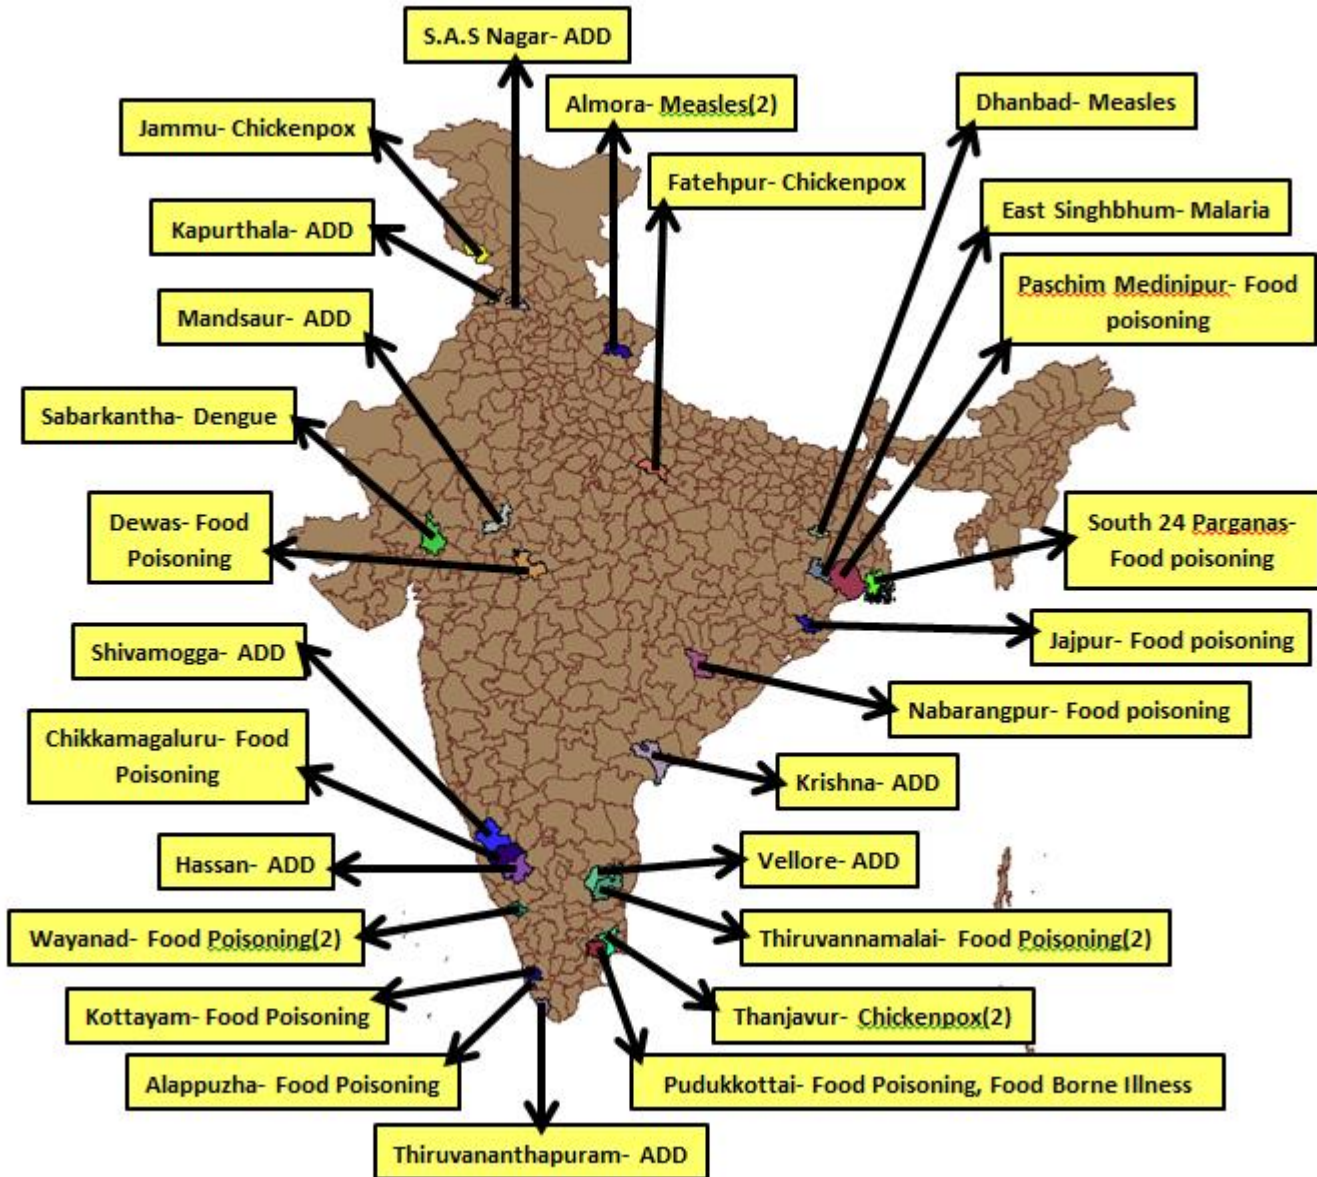 S.A.S Nagar- ADD
Almora- Measles(2)
Dhanbad- Measles
Jammu- Chickenpox
Fatehpur- Chickenpox
Kapurthala- ADD
East Singhbhum- Malaria
Paschim Medinipur- Food
poisoning
Mandsaur- ADD
Sabarkantha- Dengue
Dewas- Food
Poisoning
South 24 Parganas-
Food poisoning
Shivamogga- ADD
Jajpur- Food poisoning
Nabarangpur- Food poisoning
Chikkamagaluru- Food
Poisoning
Krishna- ADD
Hassan- ADD
Vellore- ADD
Wayanad- Food Poisoning(2)
Thiruvannamalai- Food Poisoning(2)
Kottayam- Food Poisoning
Thanjavur- Chickenpox(2)
Alappuzha- Food Poisoning
Pudukkottai- Food Poisoning, Food Borne Illness
Thiruvananthapuram- ADD